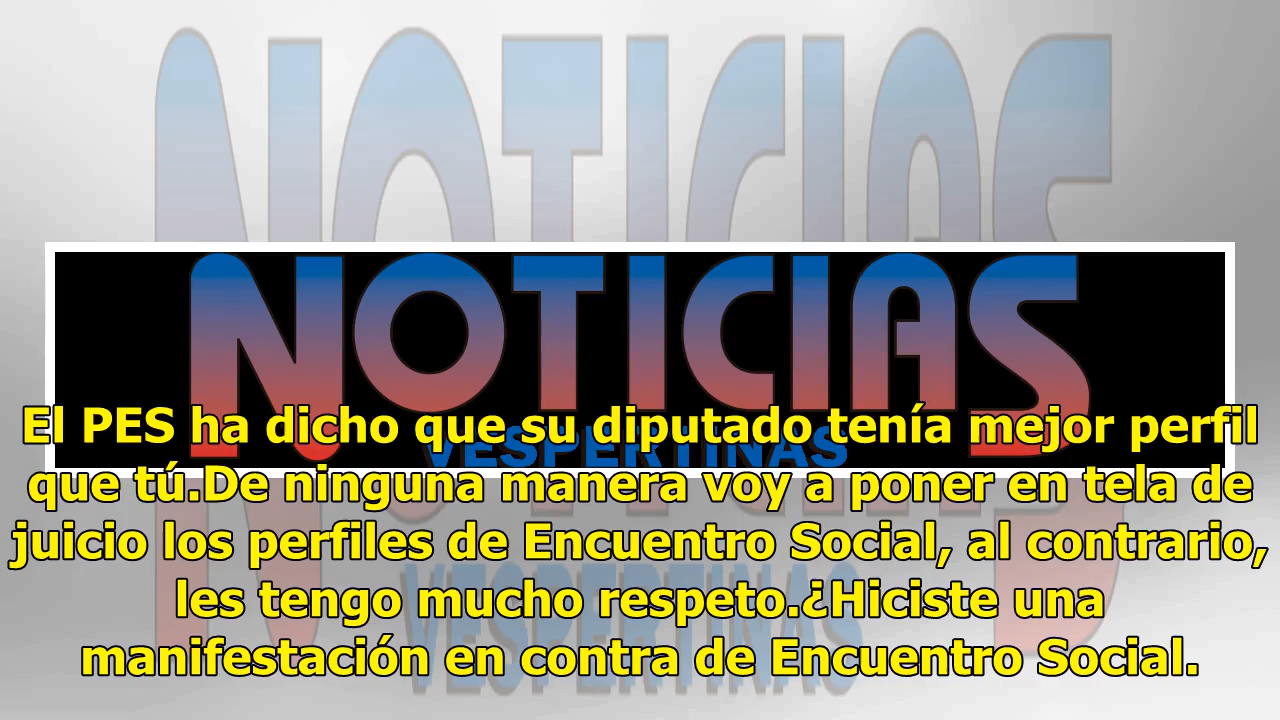 NOTICIAS
NOTICIAS
VESPERTINAS
El PES ha dicho que su diputado tenía mejor perfil
que tú.De ninguna manera voy a poner en tela de
juicio los perfiles de Encuentro Social, al contrario,
les tengo mucho respeto.¿Hiciste una
manifestación en contra de Encuentro Social.
VESPERTINAS